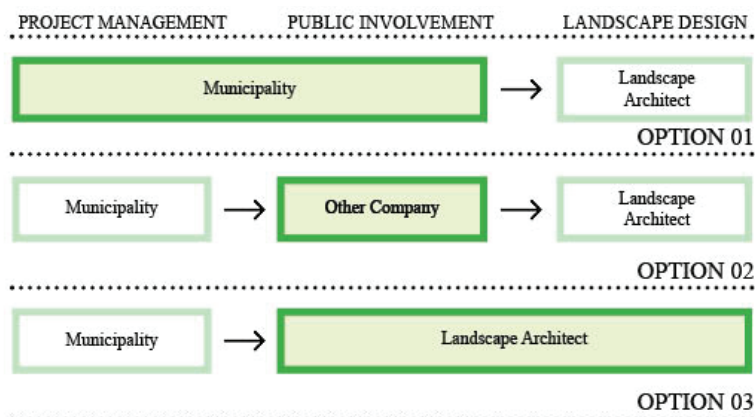 PROJECT MANAGEMENT PUBLIC INVOLVEMENT LANDSCAPE DESIGN
Municipality
Landscape
Architect
OPTION 01
Municipality
Other Company
Landscape
Architect
OPTION 02
Municipality
Landscape Architect
OPTION 03